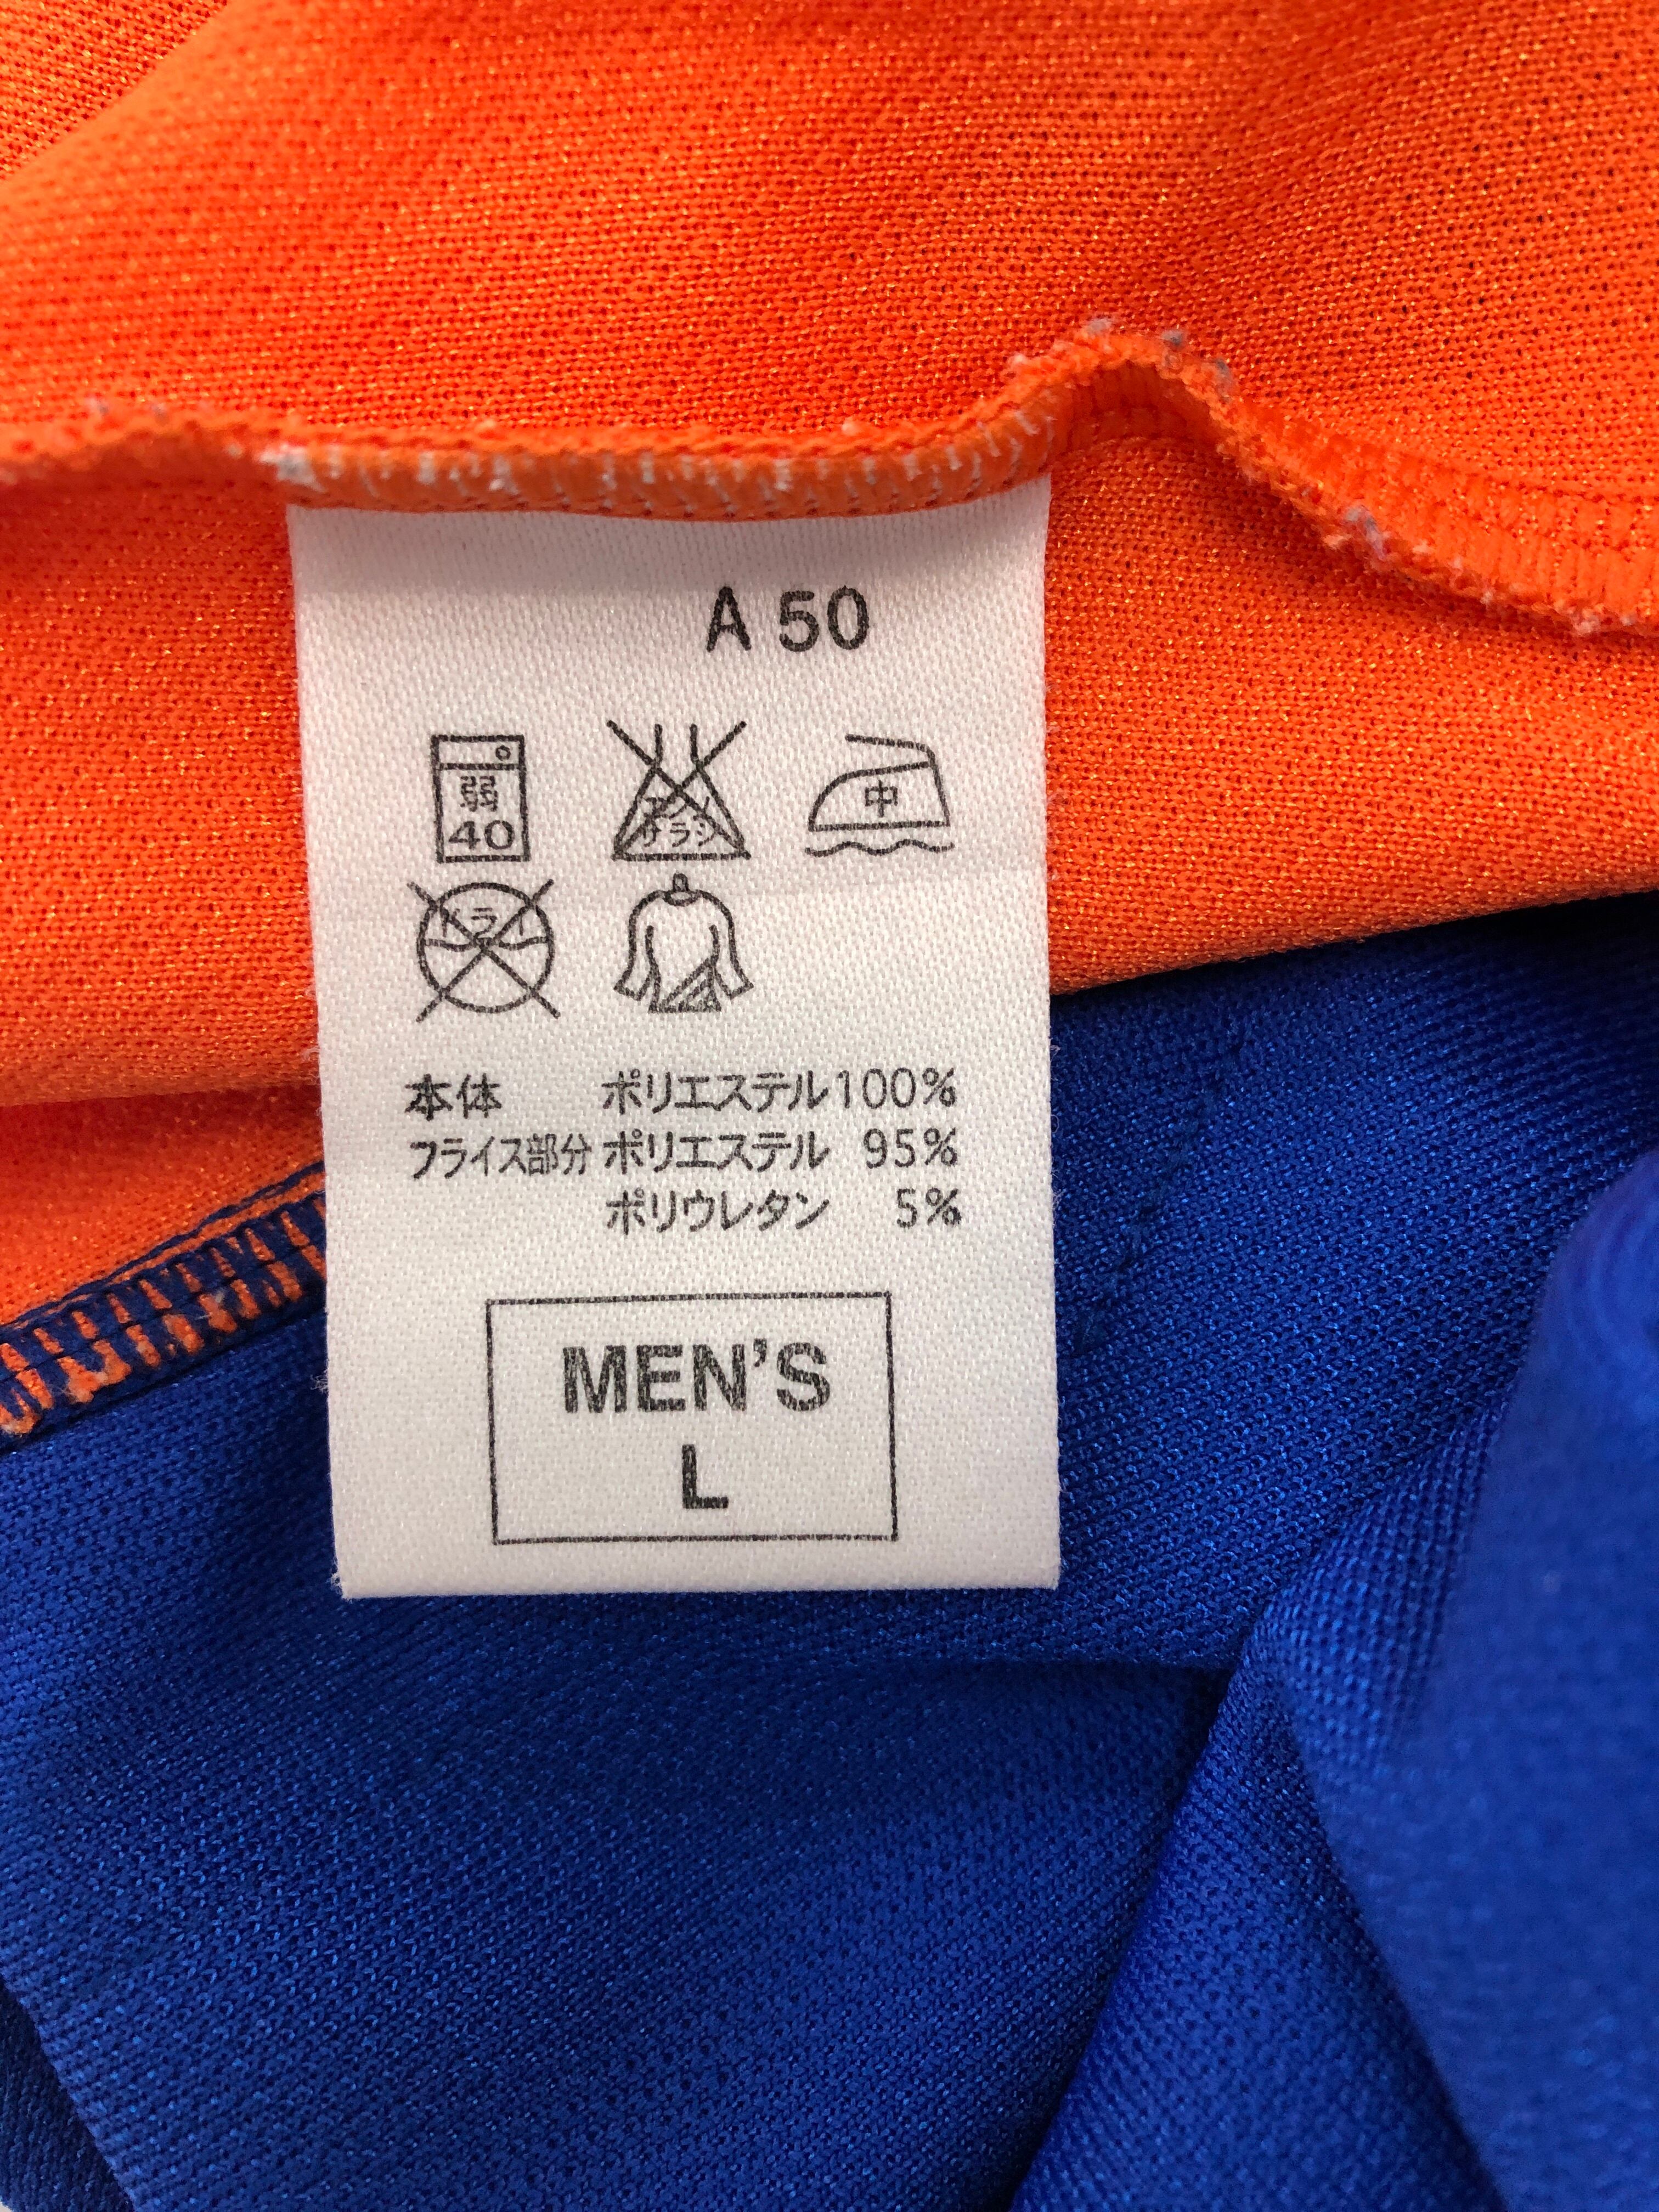 A 50
弱
40
エンソ
サラシ
中
ドライ
本体 ポリエステル100%
フライス部分 ポリエステル 95%
ポリウレタン 5%
MEN'S
L